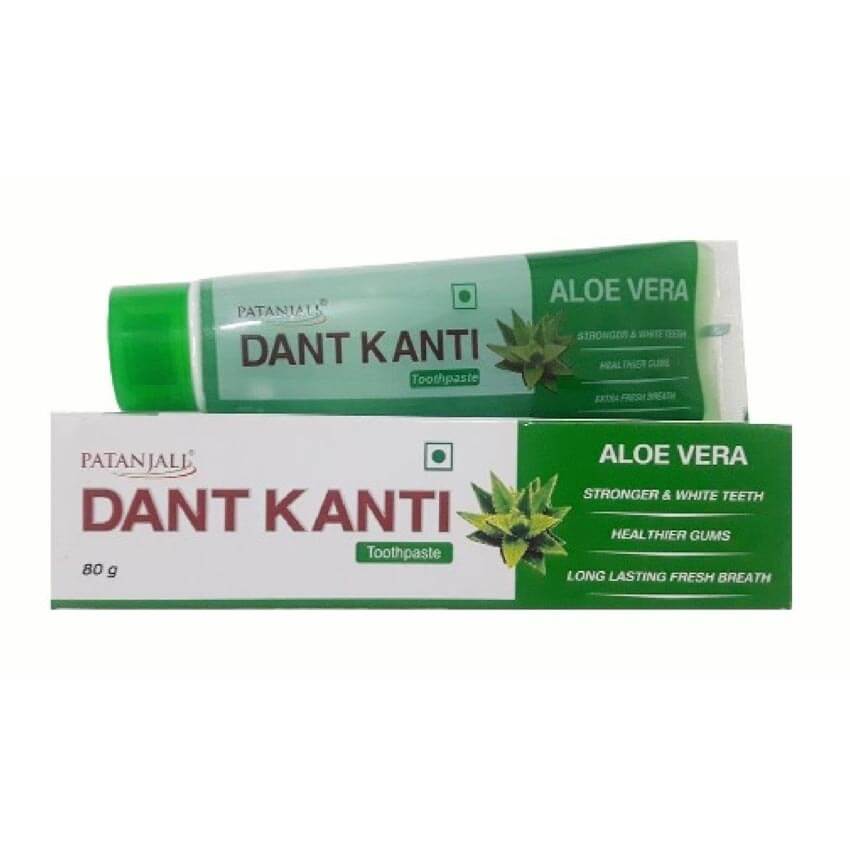 PATANJALI®
DANT KANTI
Toothpaste
ALOE VERA
STRONGER & WHITE TEETH
HEALTHIER GUMS
EXTRA FRESH BREATH
PATANJALI®
DANT KANTI
Toothpaste
80 g
ALOE VERA
STRONGER & WHITE TEETH
HEALTHIER GUMS
LONG LASTING FRESH BREATH